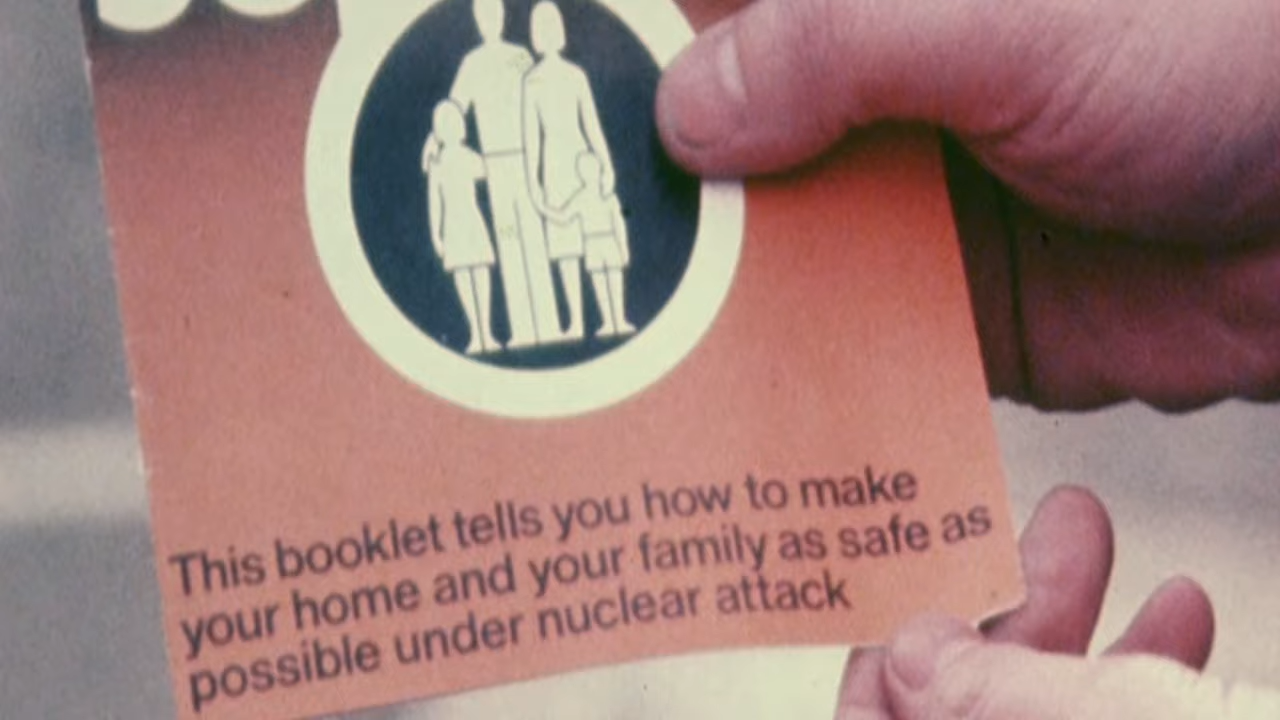 This booklet tells you how to make
your home and your family as safe as
possible under nuclear attack